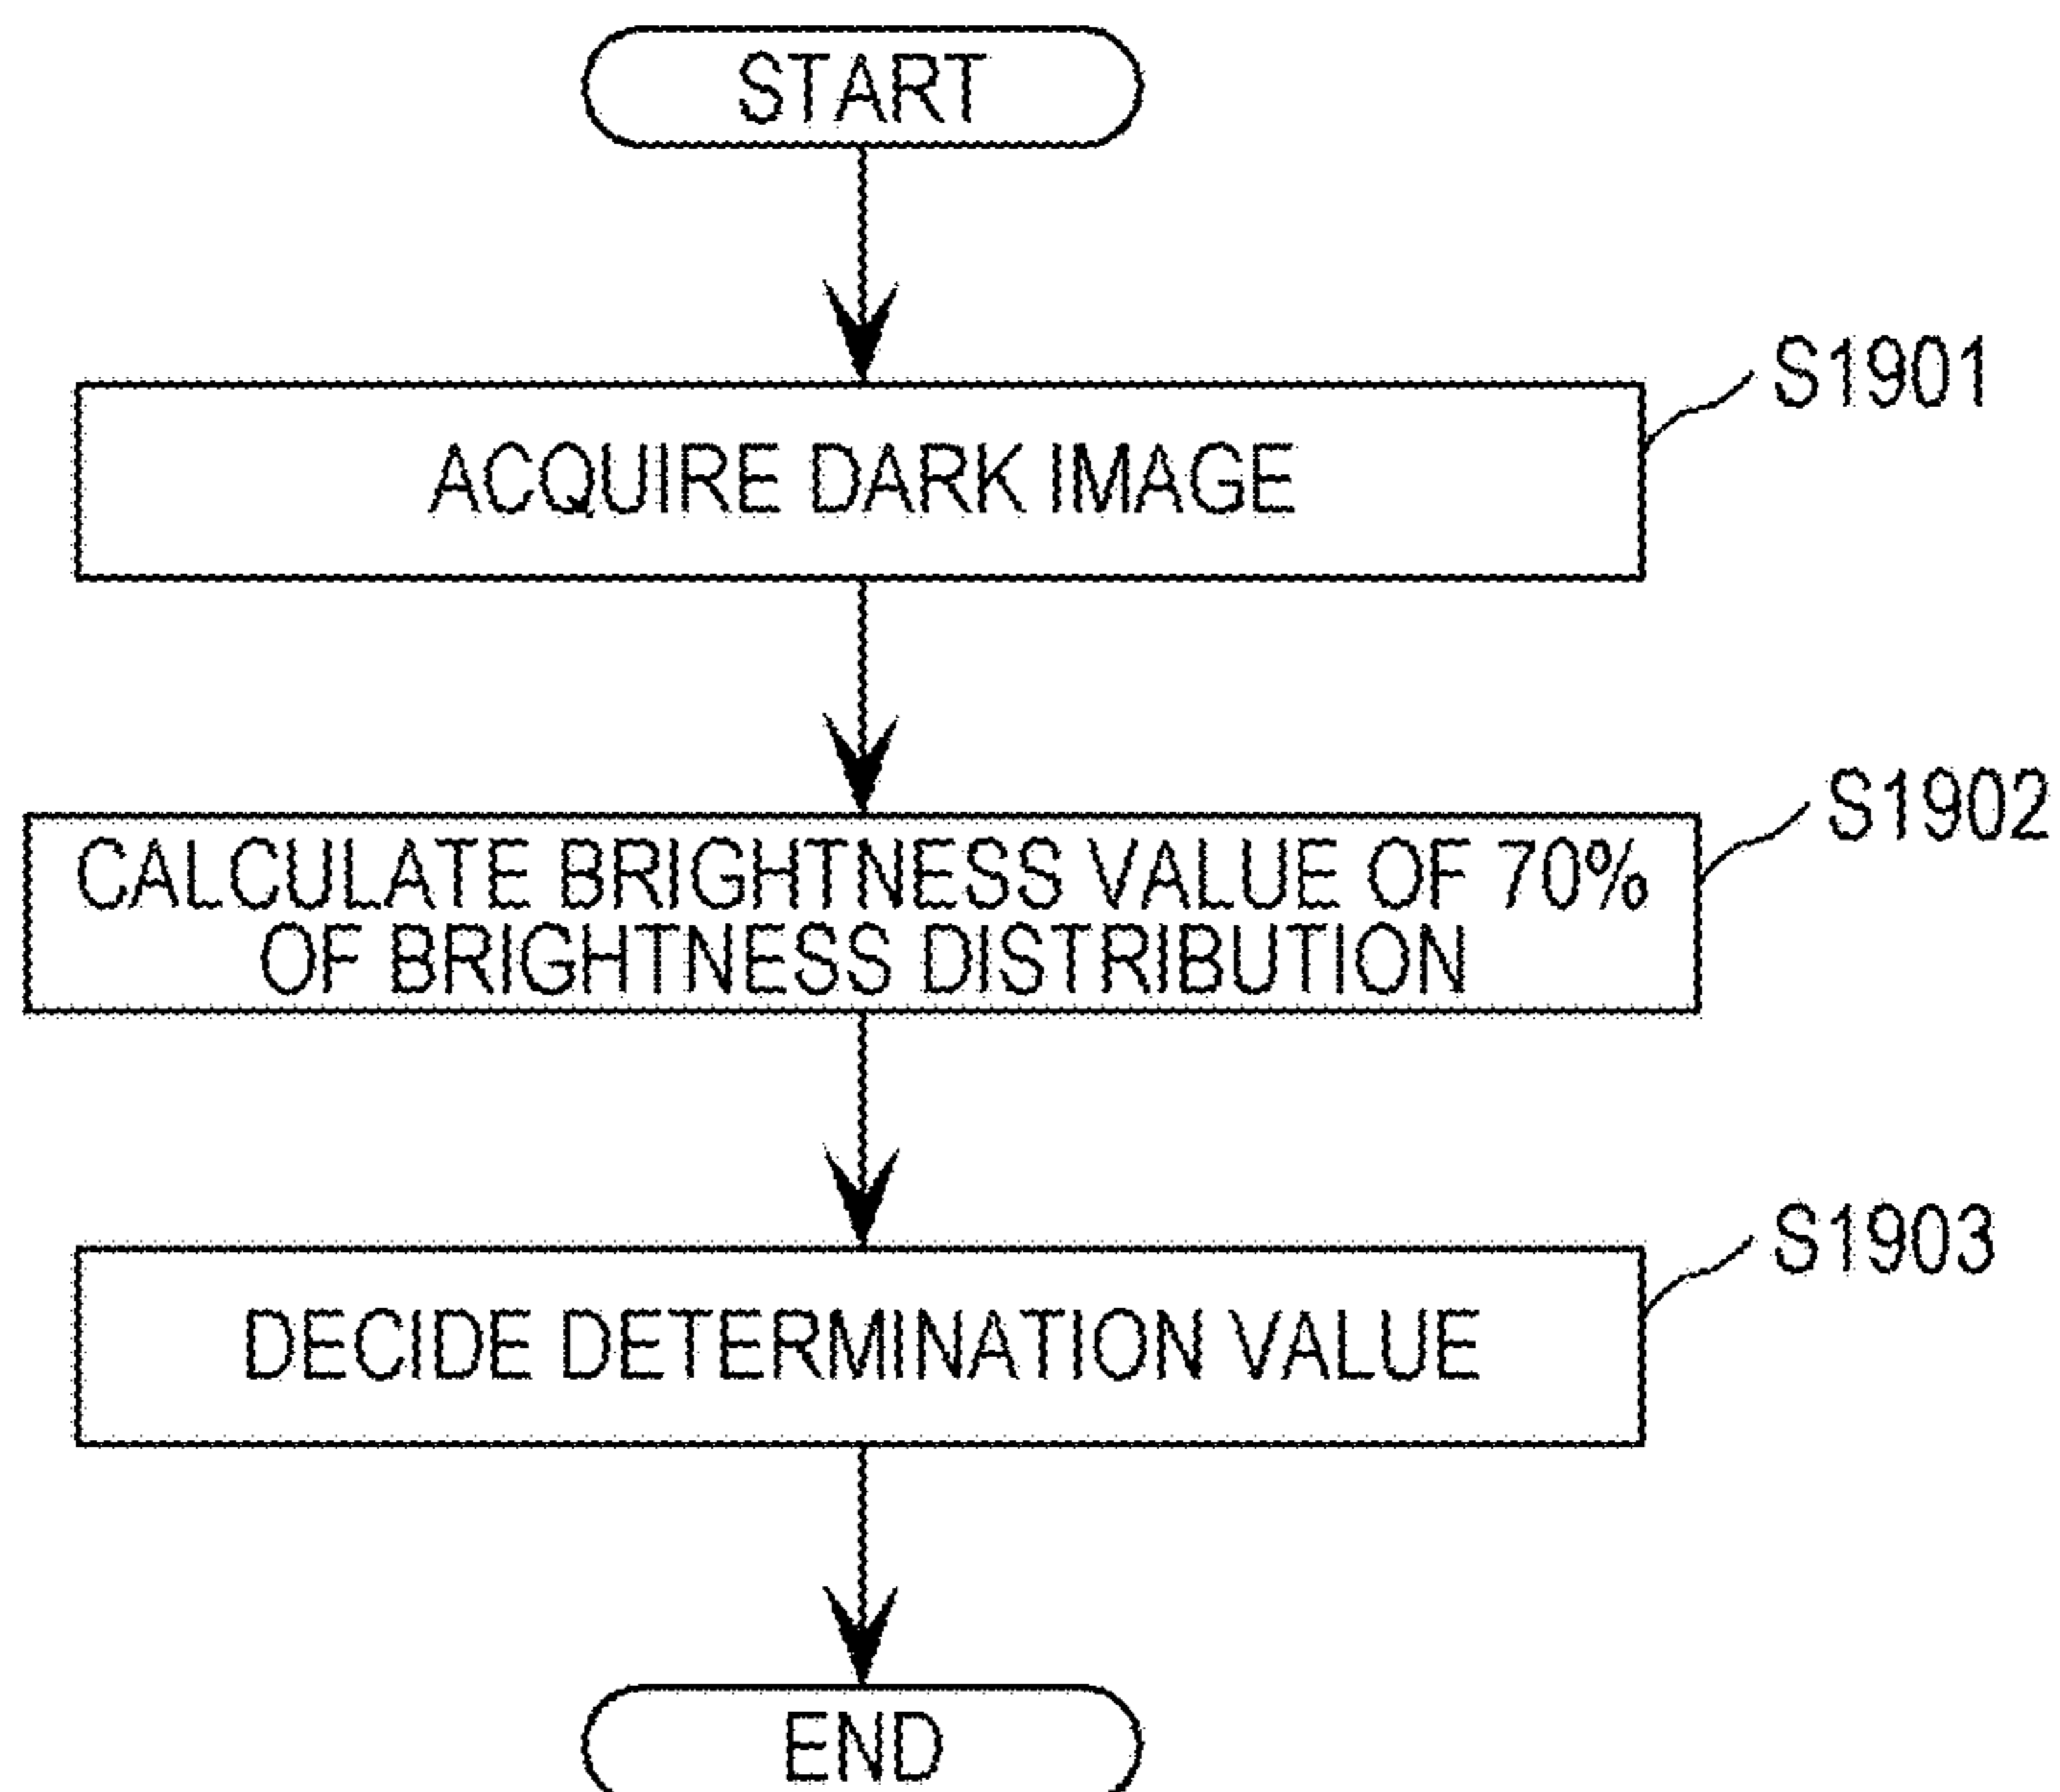 START
S1901
ACQUIRE DARK IMAGE
S1902
CALCULATE BRIGHTNESS VALUE OF 70%
OF BRIGHTNESS DISTRIBUTION
S1903
DECIDE DETERMINATION VALUE
END